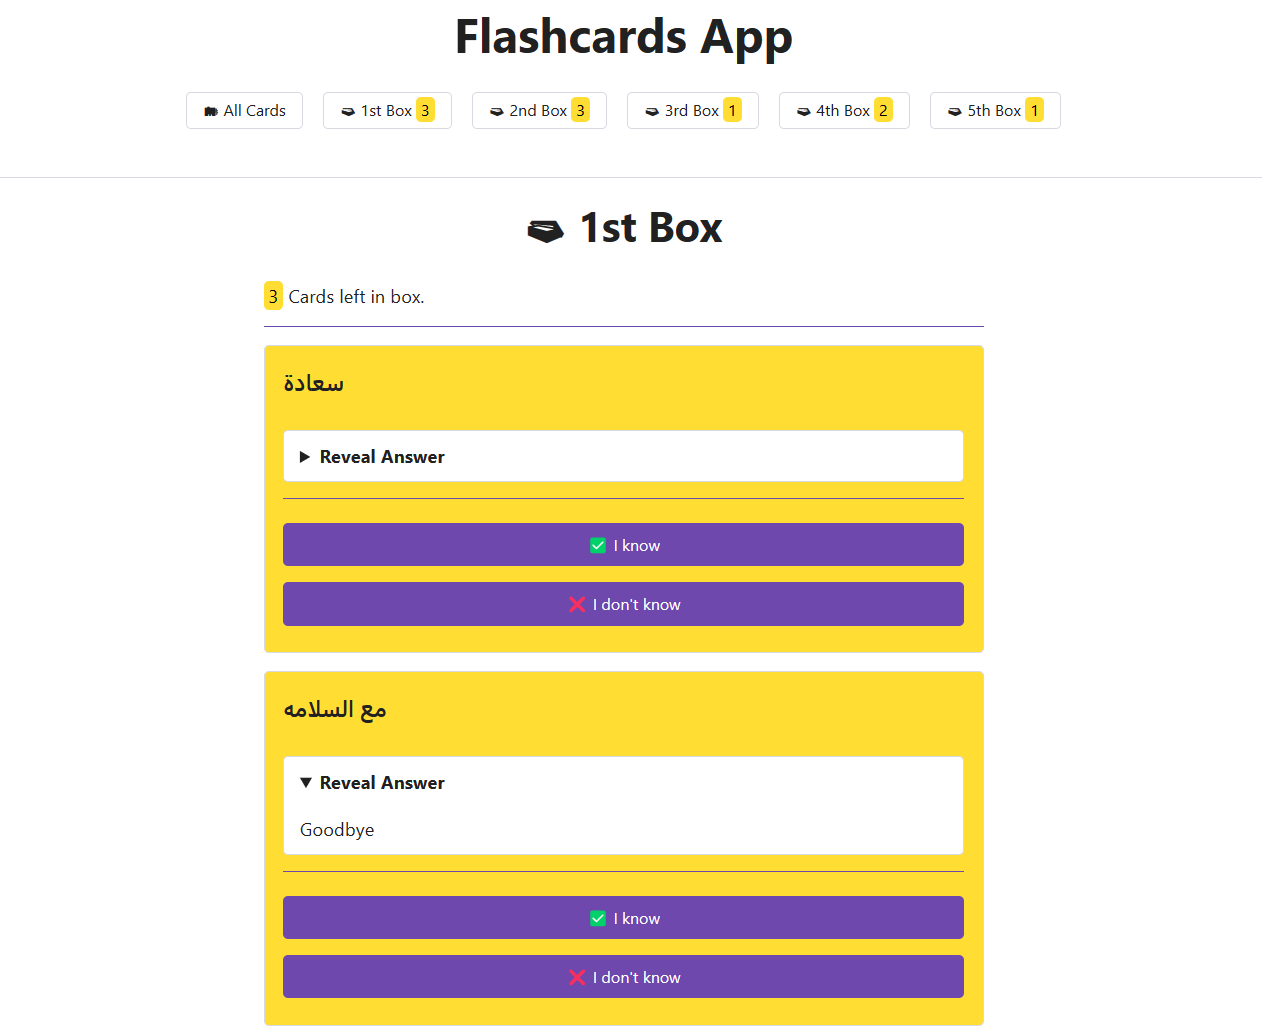 Flashcards App
All Cards
1st Box 3
2nd Box 3
3rd Box 1
4th Box 2
5th Box 1
1st Box
3 Cards left in box.
سعادة
Reveal Answer
I know
I don't know
مع السلامه
Reveal Answer
Goodbye
I know
I don't know